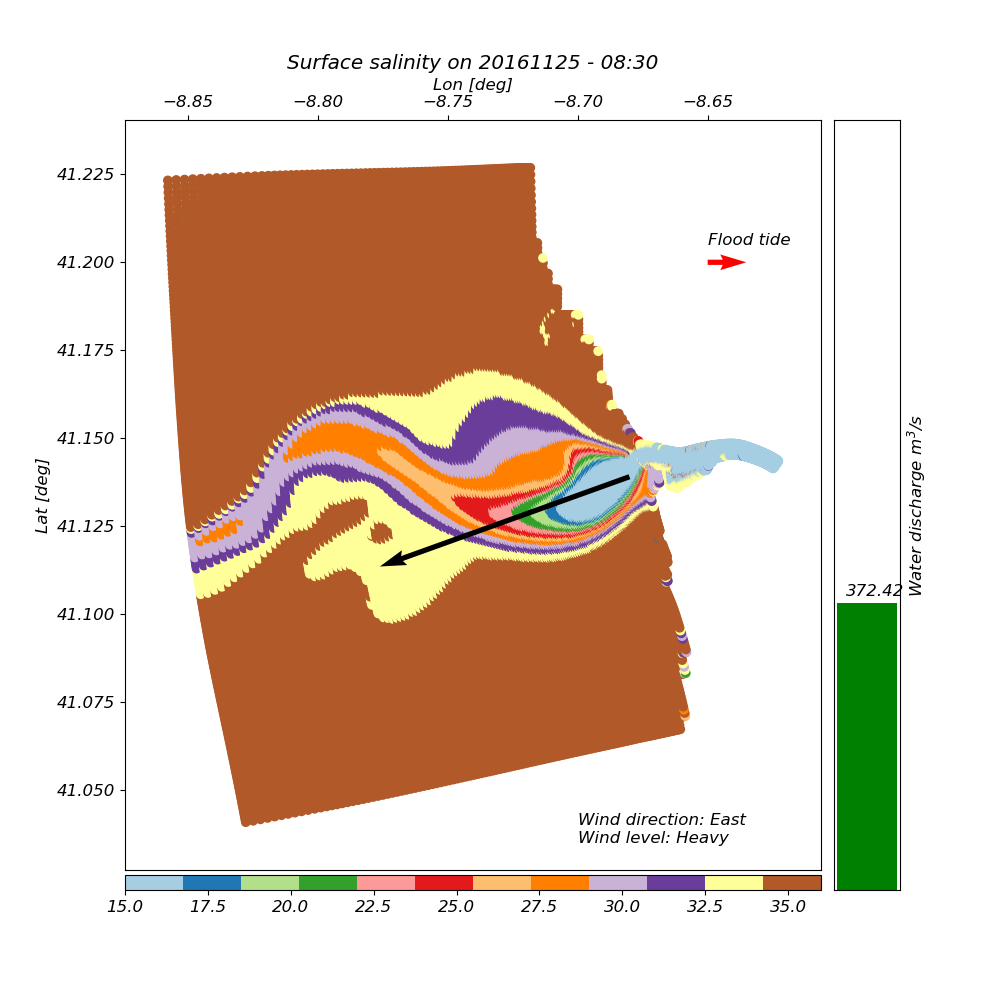 Surface salinity on 20161125 - 08:30
Lon [deg]
−8.85 −8.80 −8.75 −8.70 −8.65
41.225
41.200
41.175
41.150
41.125
41.100
41.075
41.050
Lat [deg]
Flood tide
Wind direction: East
Wind level: Heavy
372.42
Water discharge m³/s
15.0 17.5 20.0 22.5 25.0 27.5 30.0 32.5 35.0